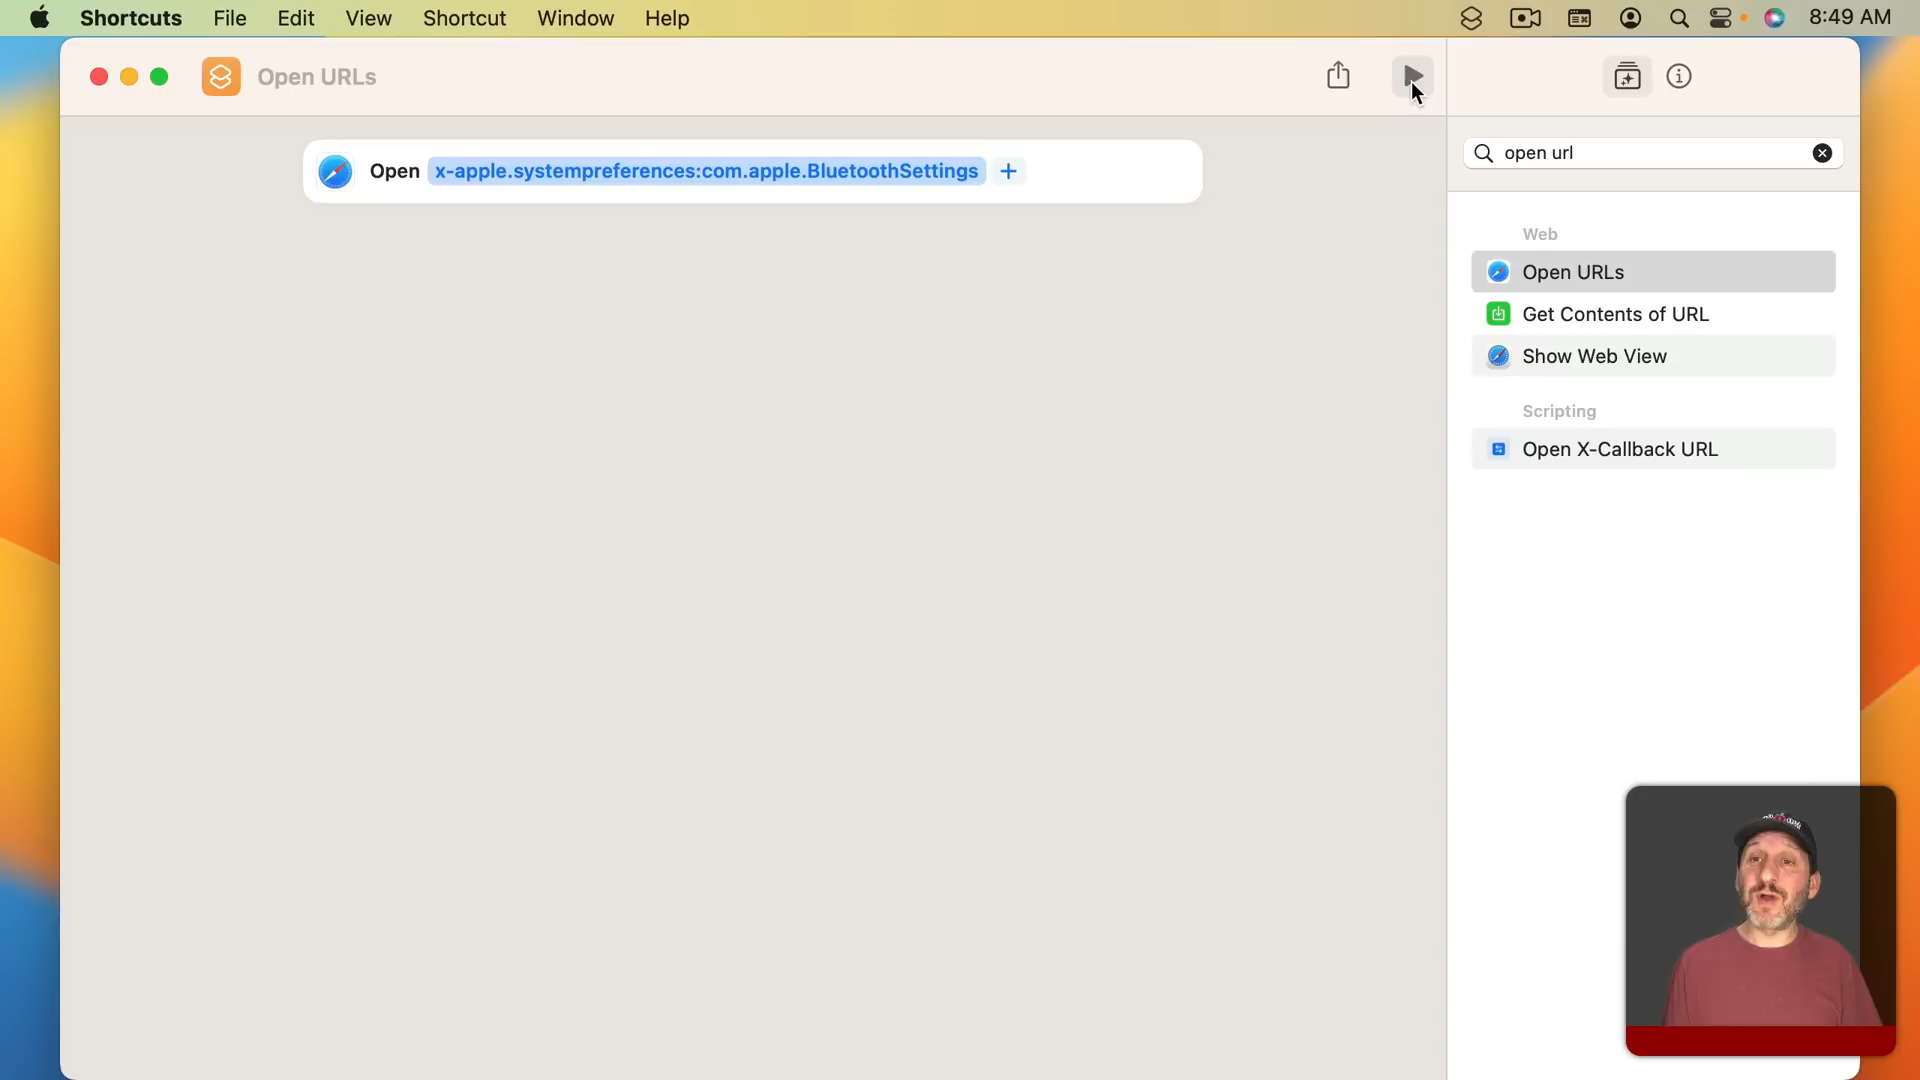 Shortcuts File Edit View Shortcut Window Help 8:49 AM
Open URLs
open url
Open x-apple.systempreferences:com.apple.BluetoothSettings +
Web
Open URLs
Get Contents of URL
Show Web View
Scripting
Open X-Callback URL